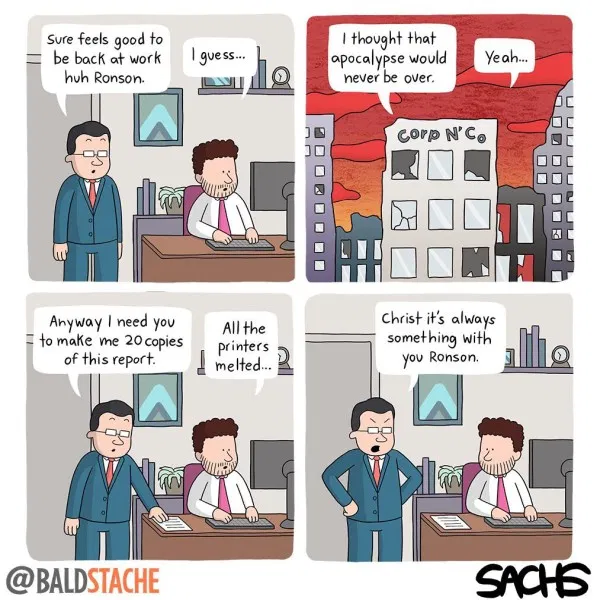 Sure feels good to
be back at work
huh Ronson.
I guess...
I thought that
apocalypse would
never be over.
Yeah...
Corp N' Co
Anyway I need you
to make me 20 copies
of this report.
All the
printers
melted...
Christ it's always
something with
you Ronson.
@BALDSTACHE
SACHS